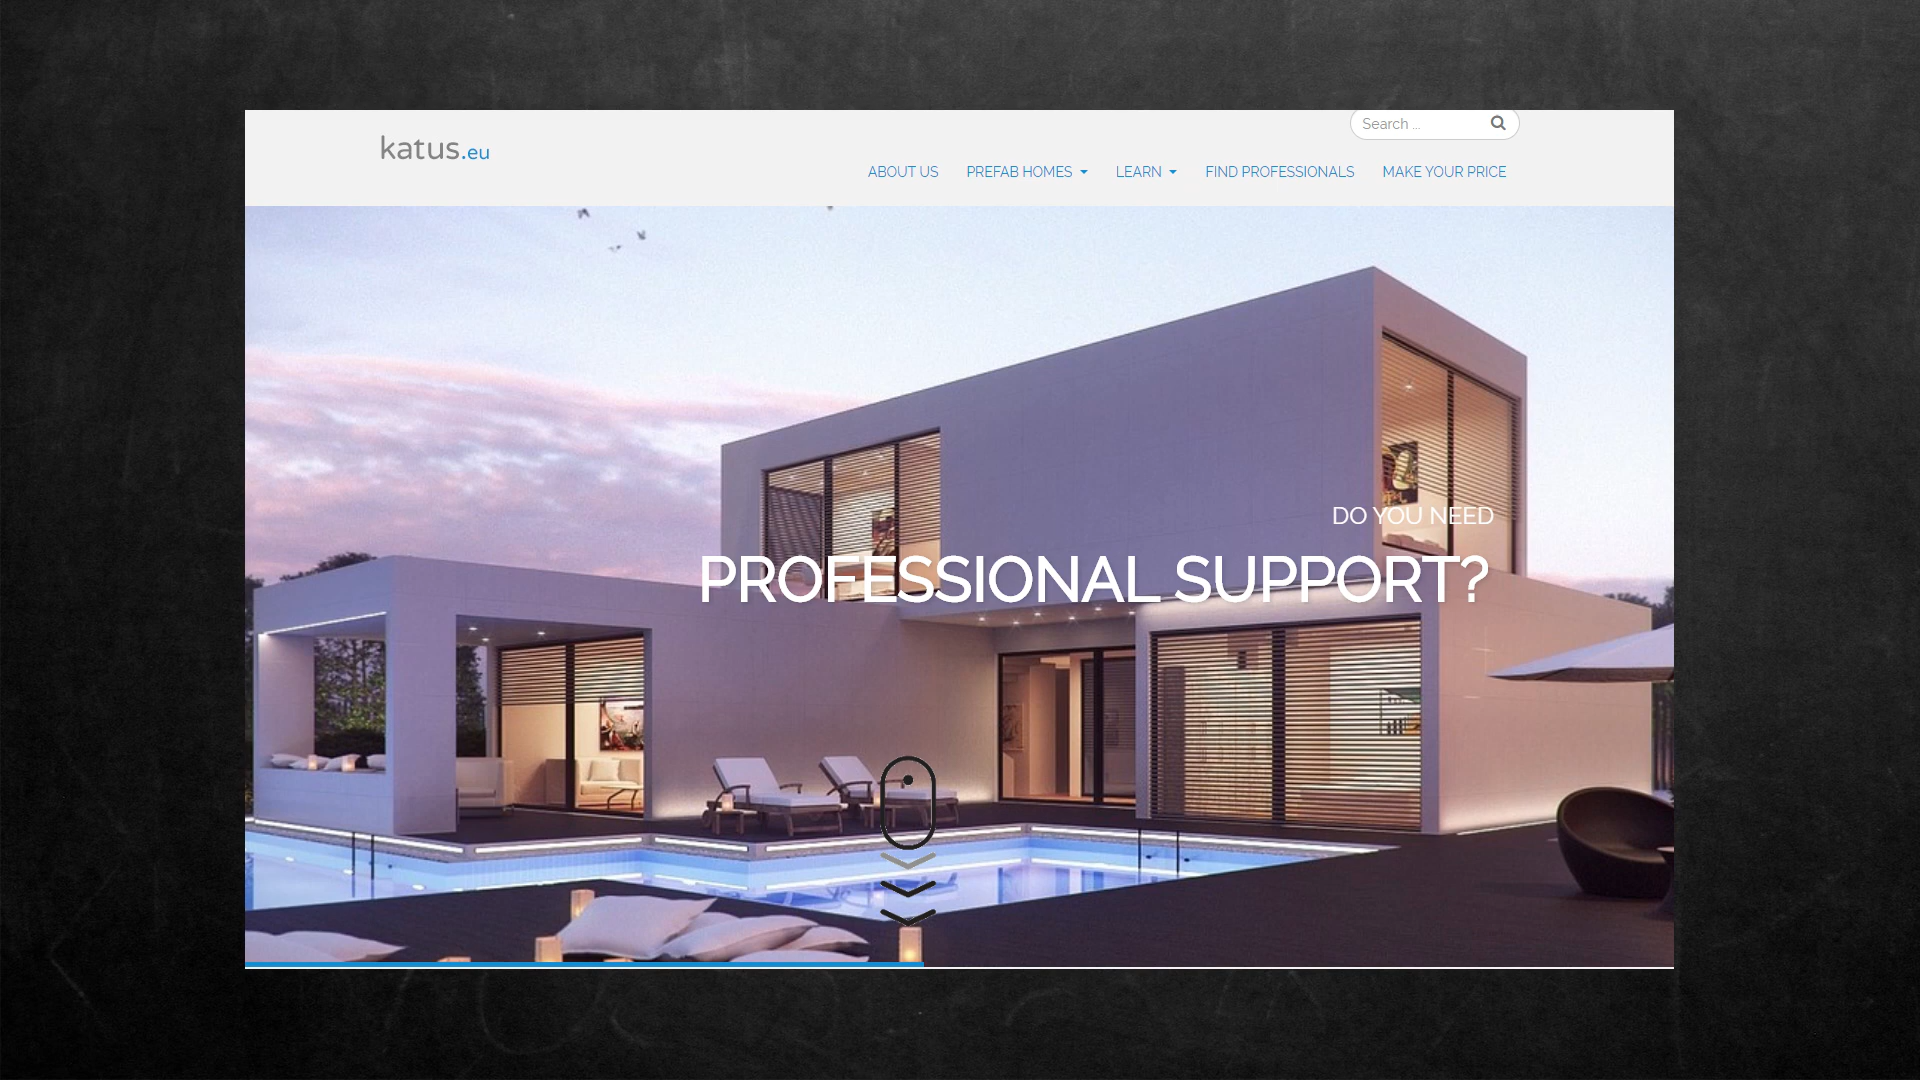 katus.eu
Search ...
ABOUT US PREFAB HOMES LEARN FIND PROFESSIONALS MAKE YOUR PRICE
DO YOU NEED
PROFESSIONAL SUPPORT?